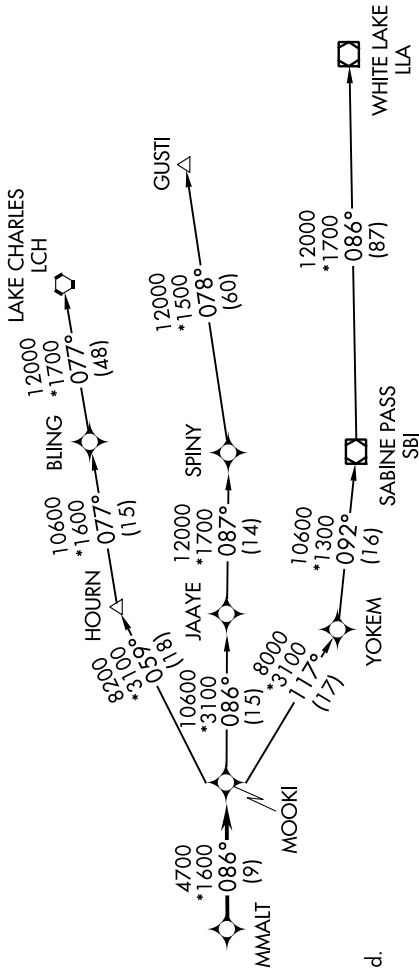 LAKE CHARLES
LCH
12000
*1700
077°
(48)
BLING
10600
*1600
077°
(15)
HOURN
8200
*3100
059°
(18)
GUSTI
12000
*1500
078°
(60)
SPINY
12000
*1700
087°
(14)
JAAYE
10600
*3100
086°
(15)
MOOKI
4700
*1600
086°
(9)
MMALT
8000
*3100
117°
(17)
YOKEM
10600
*1300
092°
(16)
SABINE PASS
SBI
12000
*1700
086°
(87)
WHITE LAKE
LLA
d.